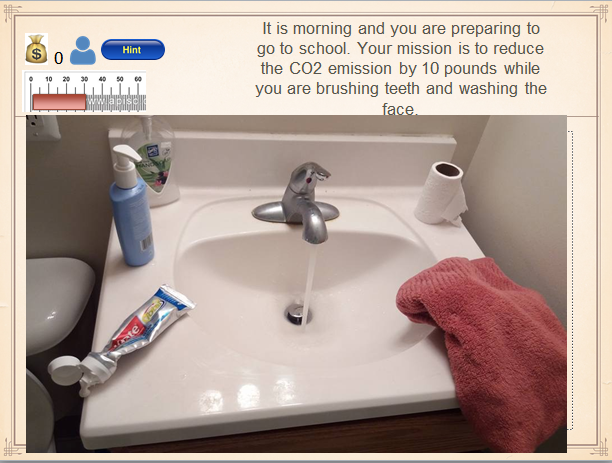 It is morning and you are preparing to
go to school. Your mission is to reduce
the CO2 emission by 10 pounds while
you are brushing teeth and washing the
face.
$ 0 Hint
0 10 20 30 40 50 60